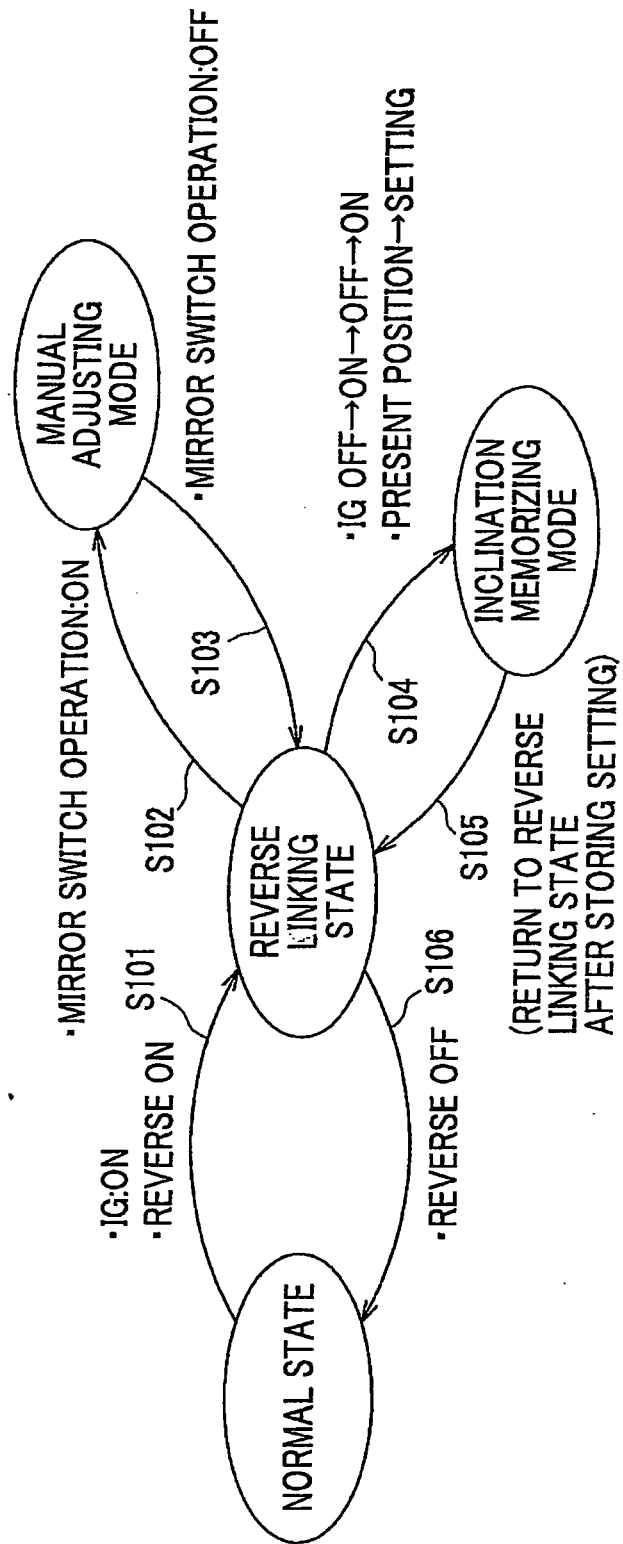 NORMAL STATE
·IG:ON
·REVERSE ON
S101
·REVERSE OFF
S106
REVERSE
LINKING
STATE
·MIRROR SWITCH OPERATION:ON
S102
MANUAL
ADJUSTING
MODE
·MIRROR SWITCH OPERATION:OFF
S103
·IG OFF→ON→OFF→ON
·PRESENT POSITION→SETTING
S104
INCLINATION
MEMORIZING
MODE
S105
(RETURN TO REVERSE
LINKING STATE
AFTER STORING SETTING)